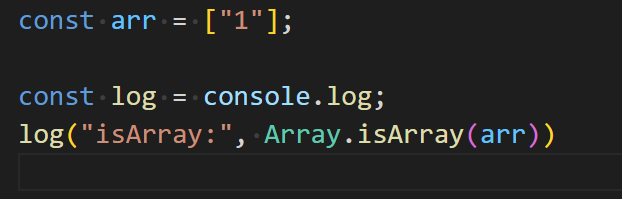 const arr = ["1"];
const log = console.log;
log("isArray:", Array.isArray(arr))